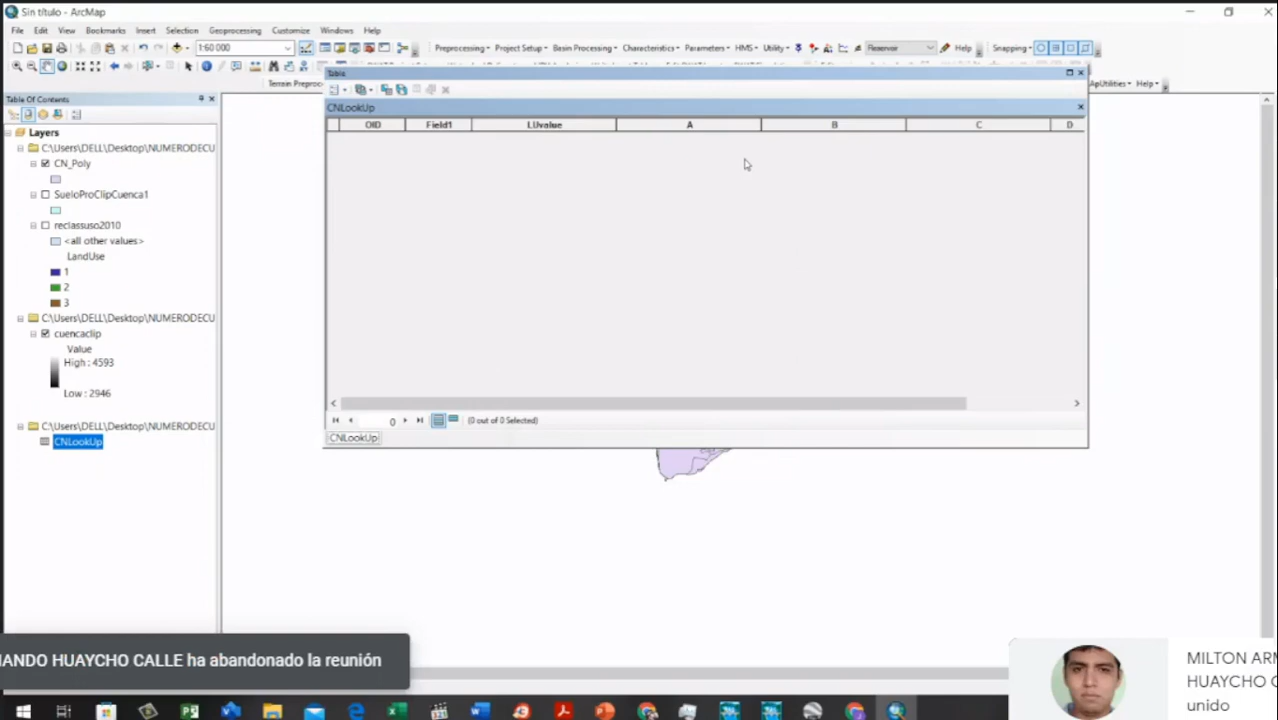 Sin título - ArcMap
File Edit View Bookmarks Insert Selection Geoprocessing Customize Windows Help
1:60 000
Preprocessing Project Setup Basin Processing Characteristics Parameters HMS Utility Reservoir Help Snapping
Terrain Preproc
ApUtilities Help
Table Of Contents
Table
CNLookUp
OID Field1 LUvalue A B C D
Layers
C:\Users\DELL\Desktop\NUMERODECU
CN_Poly
SueloProClipCuenca1
reclassuso2010
<all other values>
LandUse
1
2
3
C:\Users\DELL\Desktop\NUMERODECU
cuencaclip
Value
High : 4593
Low : 2946
C:\Users\DELL\Desktop\NUMERODECU
CNLookUp
0 (0 out of 0 Selected)
CNLookUp
IANDO HUAYCHO CALLE ha abandonado la reunión
MILTON ARM
HUAYCHO C
unido